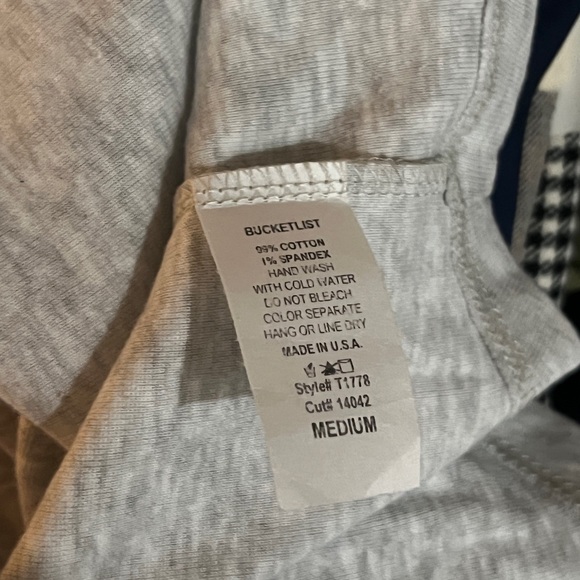 BUCKETLIST
99% COTTON
1% SPANDEX
HAND WASH
WITH COLD WATER
DO NOT BLEACH
COLOR SEPARATE
HANG OR LINE DRY
MADE IN U.S.A.
Style# T1778
Cut# 14042
MEDIUM